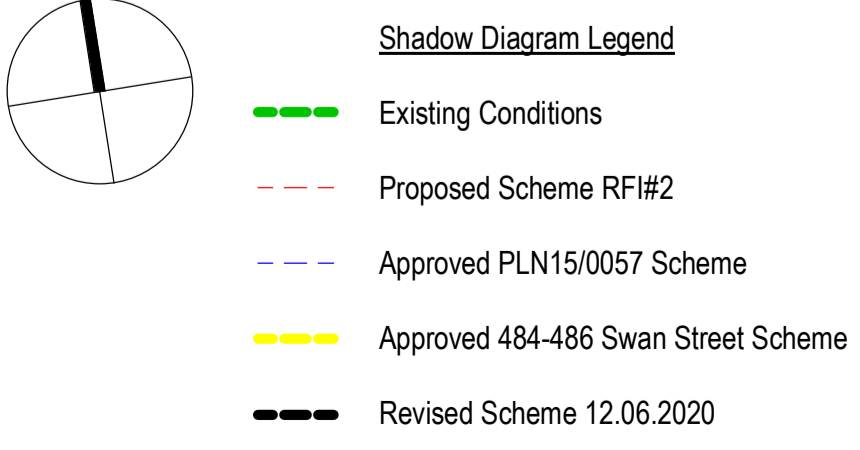 Shadow Diagram Legend
Existing Conditions
Proposed Scheme RFI#2
Approved PLN15/0057 Scheme
Approved 484-486 Swan Street Scheme
Revised Scheme 12.06.2020